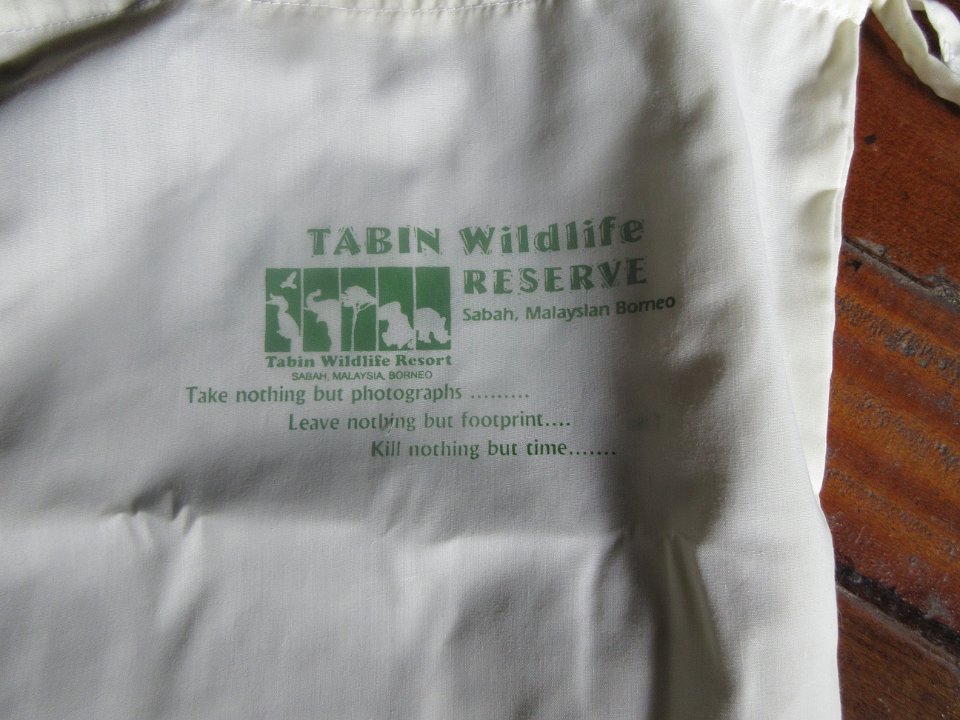 TABIN Wildlife
RESERVE
Sabah, Malaysian Borneo
Tabin Wildlife Resort
SABAH, MALAYSIA, BORNEO
Take nothing but photographs .........
Leave nothing but footprint....
Kill nothing but time.......